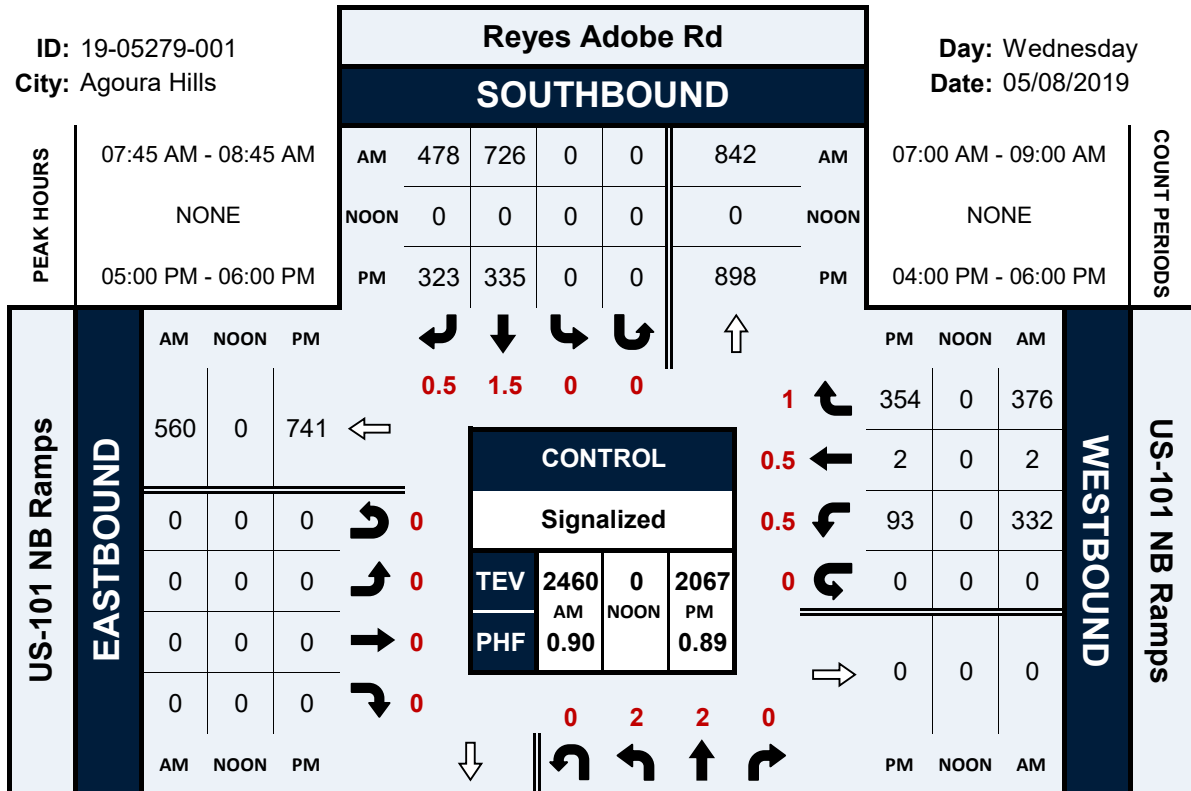 Reyes Adobe Rd
SOUTHBOUND
ID: 19-05279-001
City: Agoura Hills
Day: Wednesday
Date: 05/08/2019
PEAK HOURS
07:45 AM - 08:45 AM
NONE
05:00 PM - 06:00 PM
AM 478 726 0 0 842 AM
NOON 0 0 0 0 0 NOON
PM 323 335 0 0 898 PM
07:00 AM - 09:00 AM
NONE
04:00 PM - 06:00 PM
COUNT PERIODS
0.5 1.5 0 0
US-101 NB Ramps
EASTBOUND
AM NOON PM
560 0 741
0 0 0 0
0 0 0 0
0 0 0 0
0 0 0 0
AM NOON PM
CONTROL
Signalized
TEV 2460 0 2067
AM NOON PM
PHF 0.90 0.89
PM NOON AM
1 354 0 376
0.5 2 0 2
0.5 93 0 332
0 0 0 0
0 0 0
PM NOON AM
WESTBOUND
US-101 NB Ramps
0 2 2 0